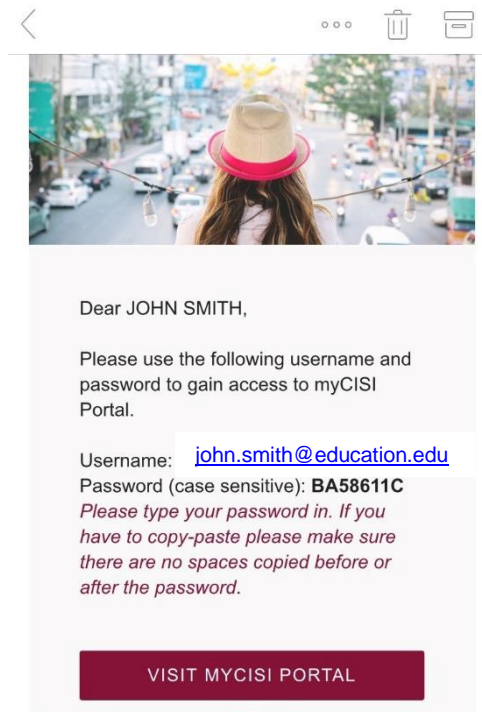 Dear JOHN SMITH,
Please use the following username and
password to gain access to myCISI
Portal.
Username: john.smith@education.edu
Password (case sensitive): BA58611C
Please type your password in. If you
have to copy-paste please make sure
there are no spaces copied before or
after the password.
VISIT MYCISI PORTAL